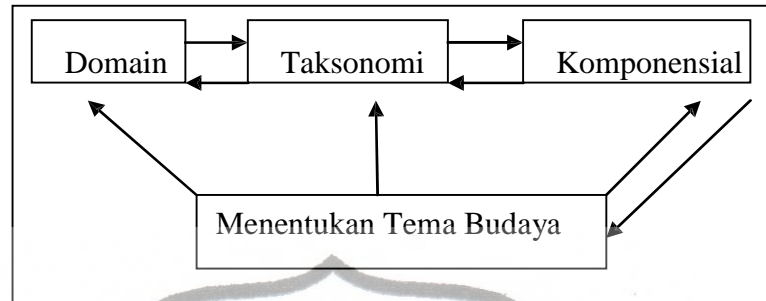 Domain
Taksonomi
Komponensial
Menentukan Tema Budaya